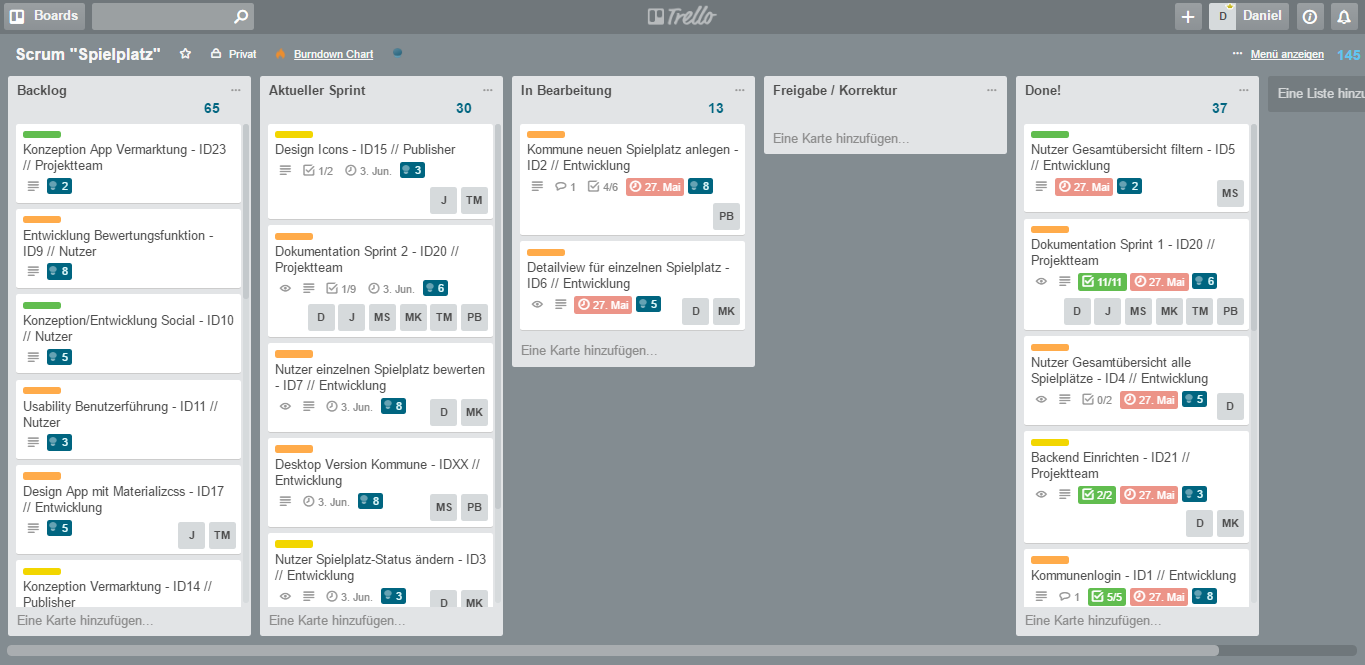 Boards
Trello
D
Daniel
Scrum "Spielplatz"
Privat
Burndown Chart
... Menü anzeigen
145
Backlog
65
Konzeption App Vermarktung - ID23
// Projektteam
2
Entwicklung Bewertungsfunktion -
ID9 // Nutzer
8
Konzeption/Entwicklung Social - ID10
// Nutzer
5
Usability Benutzerführung - ID11 //
Nutzer
3
Design App mit Materializcss - ID17
// Entwicklung
5
J TM
Konzeption Vermarktung - ID14 //
Publisher
Eine Karte hinzufügen...
Aktueller Sprint
30
Design Icons - ID15 // Publisher
1/2 3. Jun. 3
J TM
Dokumentation Sprint 2 - ID20 //
Projektteam
1/9 3. Jun. 6
D J MS MK TM PB
Nutzer einzelnen Spielplatz bewerten
- ID7 // Entwicklung
3. Jun. 8
D MK
Desktop Version Kommune - IDXX //
Entwicklung
3. Jun. 8
MS PB
Nutzer Spielplatz-Status ändern - ID3
// Entwicklung
3. Jun. 3
D MK
Eine Karte hinzufügen...
In Bearbeitung
13
Kommune neuen Spielplatz anlegen -
ID2 // Entwicklung
1 4/6 27. Mai 8
PB
Detailview für einzelnen Spielplatz -
ID6 // Entwicklung
27. Mai 5
D MK
Eine Karte hinzufügen...
Freigabe / Korrektur
Eine Karte hinzufügen...
Done!
37
Nutzer Gesamtübersicht filtern - ID5
// Entwicklung
27. Mai 2
MS
Dokumentation Sprint 1 - ID20 //
Projektteam
11/11 27. Mai 6
D J MS MK TM PB
Nutzer Gesamtübersicht alle
Spielplätze - ID4 // Entwicklung
0/2 27. Mai 5
D
Backend Einrichten - ID21 //
Projektteam
2/2 27. Mai 3
D MK
Kommunenlogin - ID1 // Entwicklung
1 5/5 27. Mai 8
Eine Karte hinzufügen...
Eine Liste hinzu